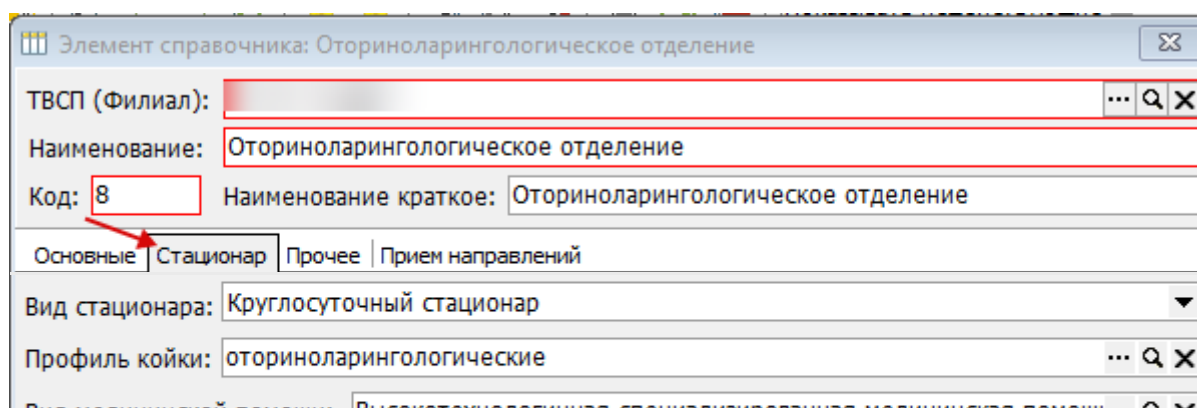 Элемент справочника: Оториноларингологическое отделение
ТВСП (Филиал):
Наименование: Оториноларингологическое отделение
Код: 8 Наименование краткое: Оториноларингологическое отделение
Основные Стационар Прочее Прием направлений
Вид стационара: Круглосуточный стационар
Профиль койки: оториноларингологические